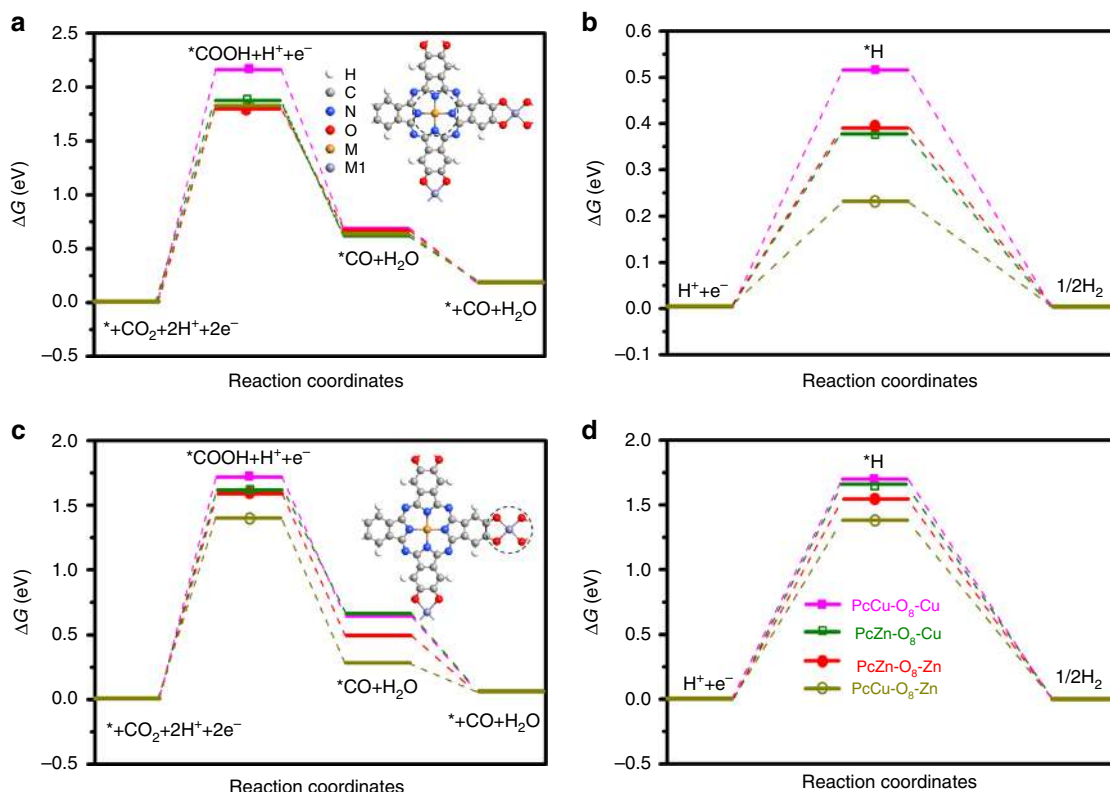 a
2.5
2.0
1.5
1.0
0.5
0.0
–0.5
ΔG (eV)
*COOH+H⁺+e⁻
H
C
N
O
M
M1
*CO+H₂O
*+CO+H₂O
*+CO₂+2H⁺+2e⁻
Reaction coordinates
b
0.6
0.5
0.4
0.3
0.2
0.1
0.0
–0.1
ΔG (eV)
*H
H⁺+e⁻
1/2H₂
Reaction coordinates
c
2.0
1.5
1.0
0.5
0.0
–0.5
ΔG (eV)
*COOH+H⁺+e⁻
*CO+H₂O
*+CO+H₂O
*+CO₂+2H⁺+2e⁻
Reaction coordinates
d
2.0
1.5
1.0
0.5
0.0
–0.5
ΔG (eV)
*H
PcCu-O₈-Cu
PcZn-O₈-Cu
PcZn-O₈-Zn
PcCu-O₈-Zn
H⁺+e⁻
1/2H₂
Reaction coordinates